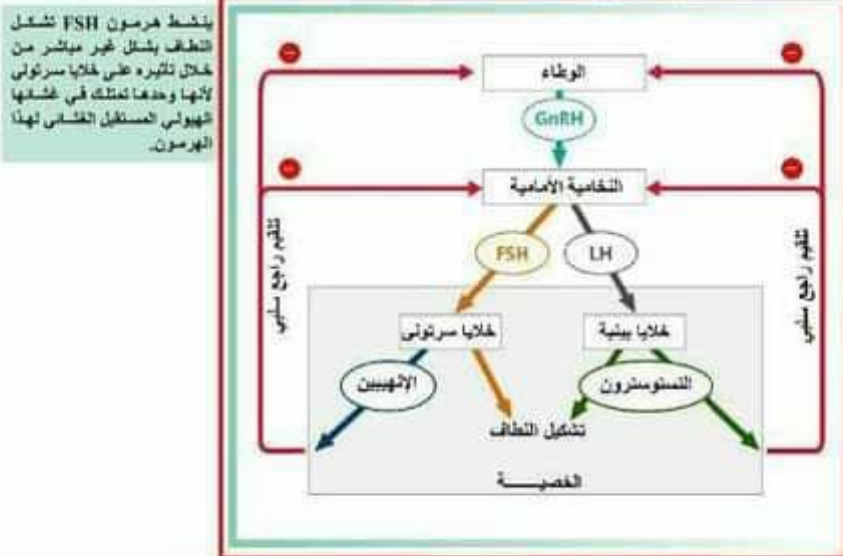 ينشط هرمون FSH تشكل
النطاف بشكل غير مباشر من
خلال تأثيره على خلايا سرتولي
لأنها وحدها تمتلك في غشائها
الهيولي المستقبل الغشائي لهذا
الهرمون.
الوطاء
GnRH
النخامية الأمامية
FSH
LH
تلقيم راجع سلبي
تلقيم راجع سلبي
خلايا سرتولي
خلايا بينية
الإنهيبين
التستوسترون
تشكيل النطاف
الخصيـــــة